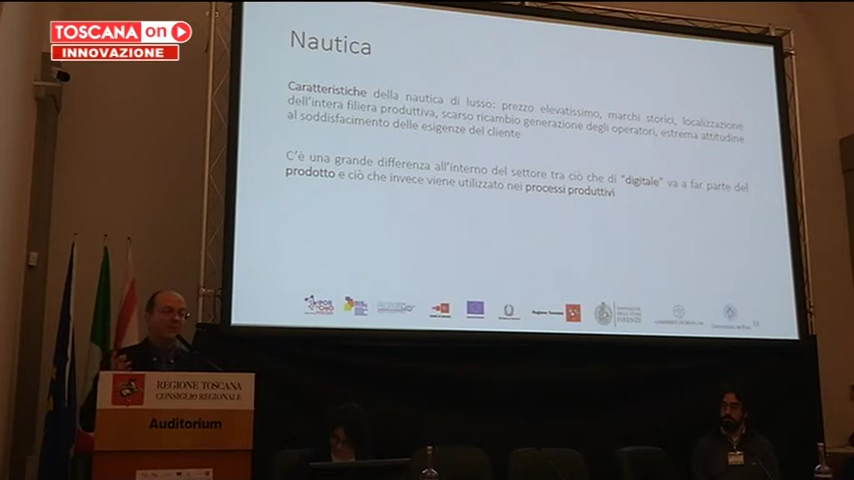 TOSCANA on
INNOVAZIONE
Nautica
Caratteristiche della nautica di lusso: prezzo elevatissimo, marchi storici, localizzazione
dell'intera filiera produttiva, scarso ricambio generazione degli operatori, estrema attitudine
al soddisfacimento delle esigenze del cliente
C'è una grande differenza all'interno del settore tra ciò che di "digitale" va a far parte del
prodotto e ciò che invece viene utilizzato nei processi produttivi
REGIONE TOSCANA
CONSIGLIO REGIONALE
Auditorium